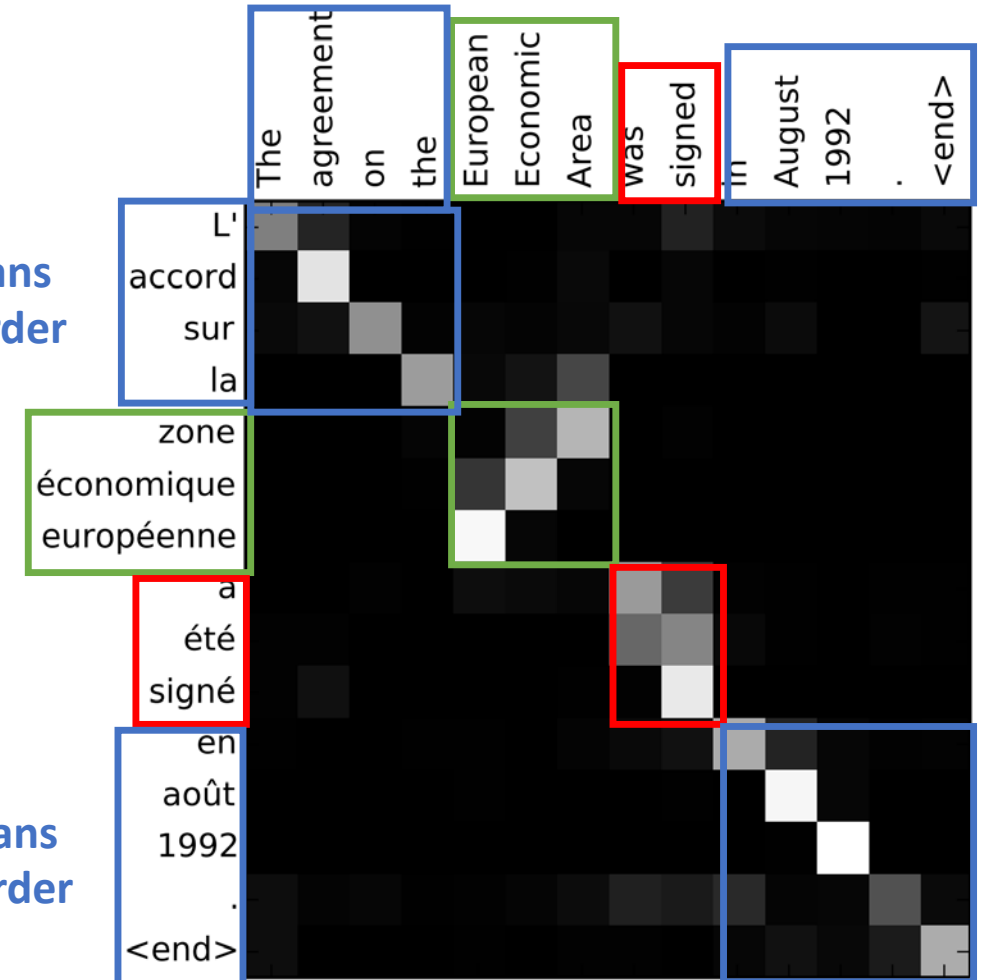 The
agreement
on
the
European
Economic
Area
was
signed
in
August
1992
.
<end>
L'
accord
sur
la
zone
économique
européenne
a
été
signé
en
août
1992
.
<end>